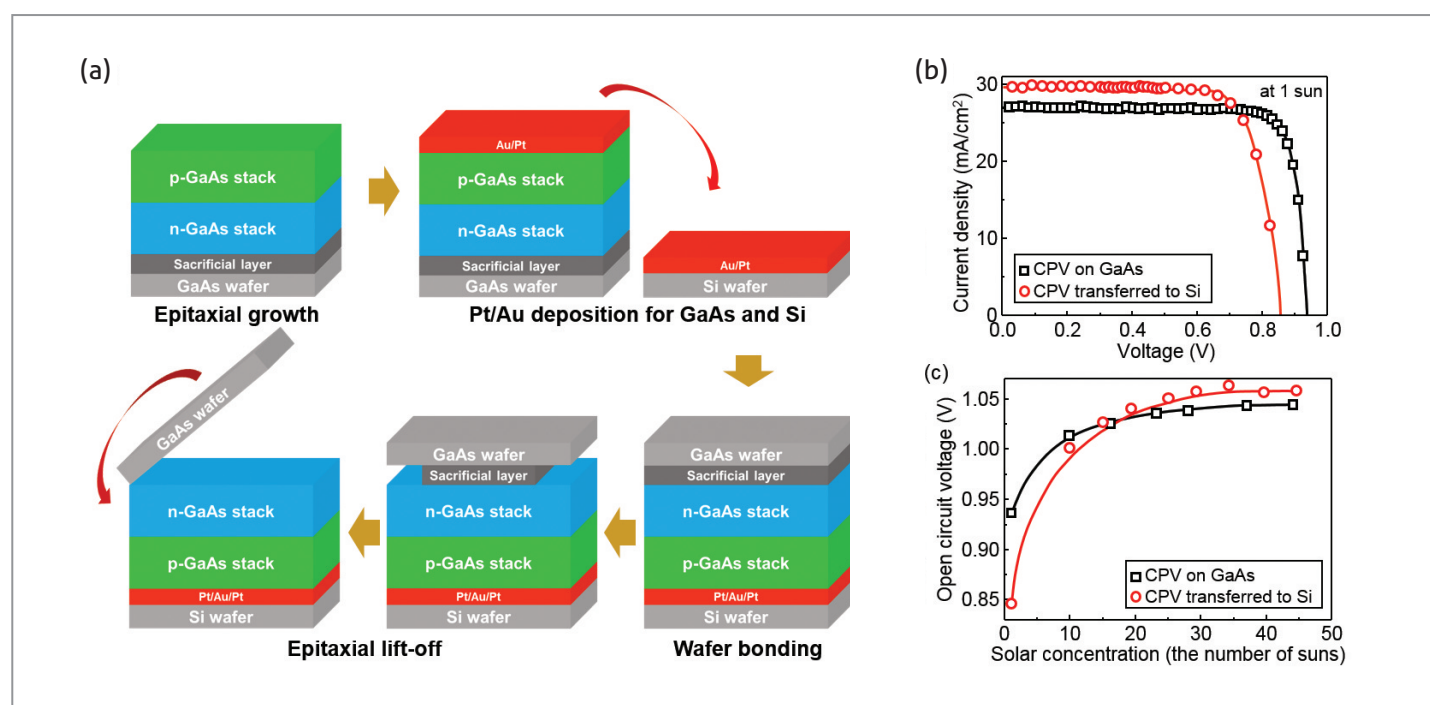 (a)
p-GaAs stack
n-GaAs stack
Sacrificial layer
GaAs wafer
Epitaxial growth
Au/Pt
p-GaAs stack
n-GaAs stack
Sacrificial layer
GaAs wafer
Au/Pt
Si wafer
Pt/Au deposition for GaAs and Si
GaAs wafer
n-GaAs stack
p-GaAs stack
Pt/Au/Pt
Si wafer
GaAs wafer
Sacrificial layer
n-GaAs stack
p-GaAs stack
Pt/Au/Pt
Si wafer
Epitaxial lift-off
GaAs wafer
Sacrificial layer
n-GaAs stack
p-GaAs stack
Pt/Au/Pt
Si wafer
Wafer bonding
(b)
at 1 sun
Current density (mA/cm²)
30
20
10
0
CPV on GaAs
CPV transferred to Si
0.0 0.2 0.4 0.6 0.8 1.0
Voltage (V)
(c)
Open circuit voltage (V)
1.05
1.00
0.95
0.90
0.85
CPV on GaAs
CPV transferred to Si
0 10 20 30 40 50
Solar concentration (the number of suns)